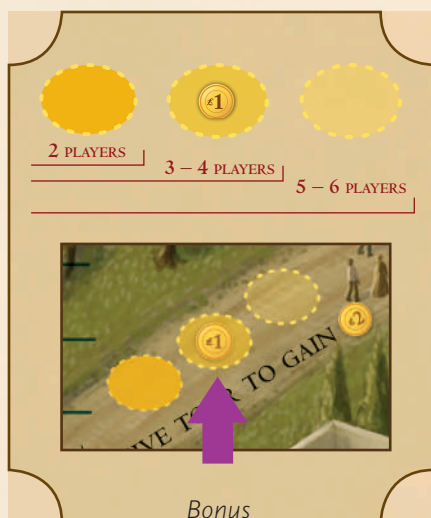 £1
2 PLAYERS
3 – 4 PLAYERS
5 – 6 PLAYERS
£2
£1
TO GAIN
Bonus